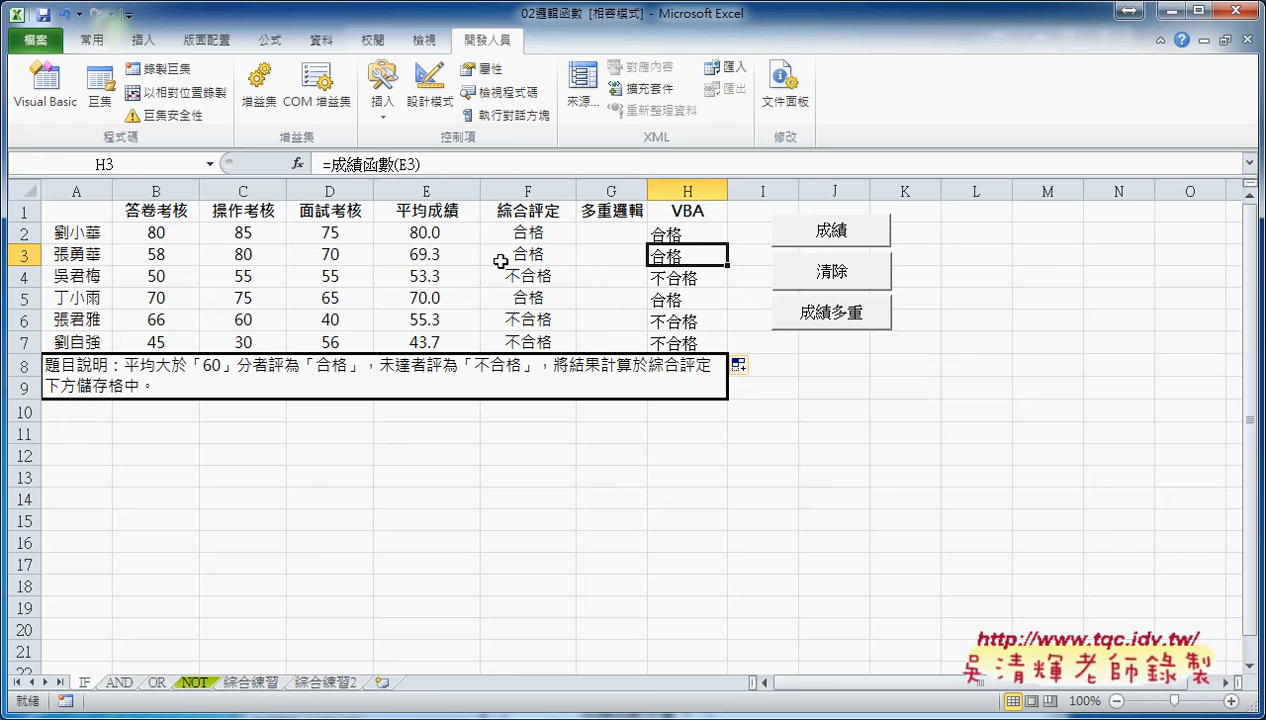 02邏輯函數 [相容模式] - Microsoft Excel
檔案 常用 插入 版面配置 公式 資料 校閱 檢視 開發人員
Visual Basic 巨集 錄製巨集 以相對位置錄製 巨集安全性 程式碼
增益集 COM 增益集 增益集
插入 設計模式 屬性 檢視程式碼 執行對話方塊 控制項
來源... 對應內容 擴充套件 重新整理資料 匯入 匯出 XML
文件面板 修改
H3 fx =成績函數(E3)
A B C D E F G H I J K L M N O
1 答卷考核 操作考核 面試考核 平均成績 綜合評定 多重邏輯 VBA
2 劉小華 80 85 75 80.0 合格 合格
3 張勇華 58 80 70 69.3 合格 合格
4 吳君梅 50 55 55 53.3 不合格 不合格
5 丁小雨 70 75 65 70.0 合格 合格
6 張君雅 66 60 40 55.3 不合格 不合格
7 劉自強 45 30 56 43.7 不合格 不合格
成績
清除
成績多重
8 題目說明：平均大於「60」分者評為「合格」，未達者評為「不合格」，將結果計算於綜合評定
9 下方儲存格中。
10
11
12
13
14
15
16
17
18
19
20
21
22
http://www.tqc.idv.tw/
吳清輝老師錄製
IF AND OR NOT 綜合練習 綜合練習2
就緒 100%